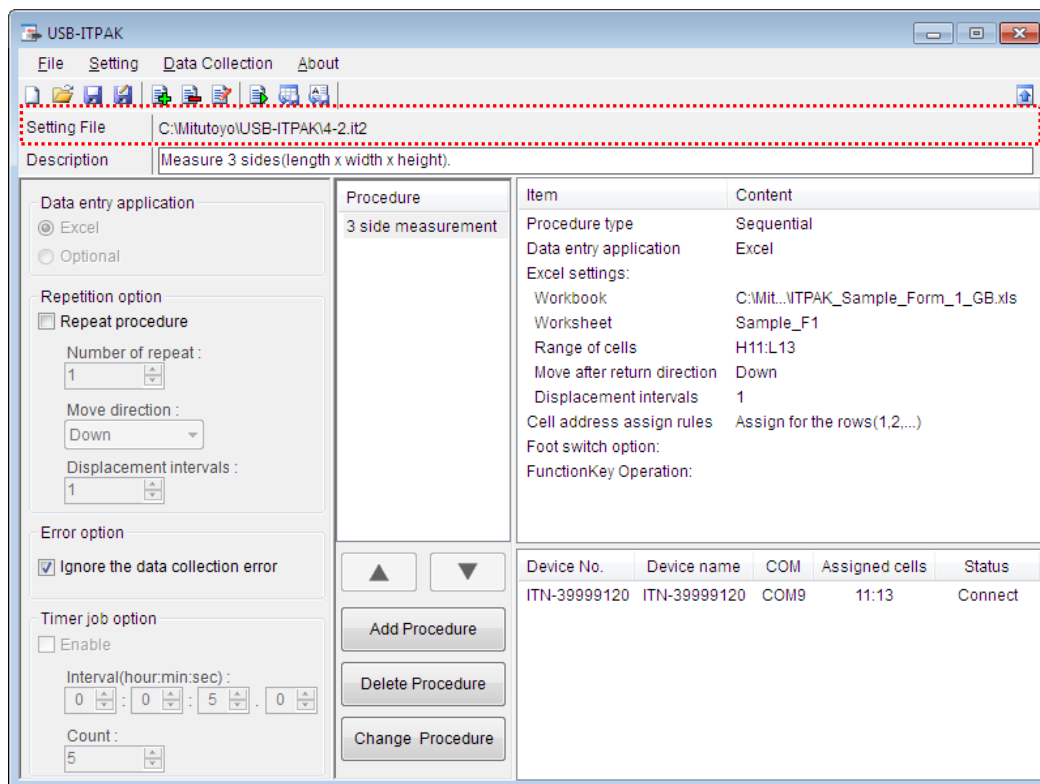 USB-ITPAK
File Setting Data Collection About
Setting File C:\Mitutoyo\USB-ITPAK\4-2.it2
Description Measure 3 sides(length x width x height).
Data entry application
Excel
Optional
Repetition option
Repeat procedure
Number of repeat :
1
Move direction :
Down
Displacement intervals :
1
Error option
Ignore the data collection error
Timer job option
Enable
Interval(hour:min:sec) :
0 : 0 : 5 . 0
Count :
5
Procedure
3 side measurement
Add Procedure
Delete Procedure
Change Procedure
Item Content
Procedure type Sequential
Data entry application Excel
Excel settings:
Workbook C:\Mit...\ITPAK_Sample_Form_1_GB.xls
Worksheet Sample_F1
Range of cells H11:L13
Move after return direction Down
Displacement intervals 1
Cell address assign rules Assign for the rows(1,2,...)
Foot switch option:
FunctionKey Operation:
Device No. Device name COM Assigned cells Status
ITN-39999120 ITN-39999120 COM9 11:13 Connect